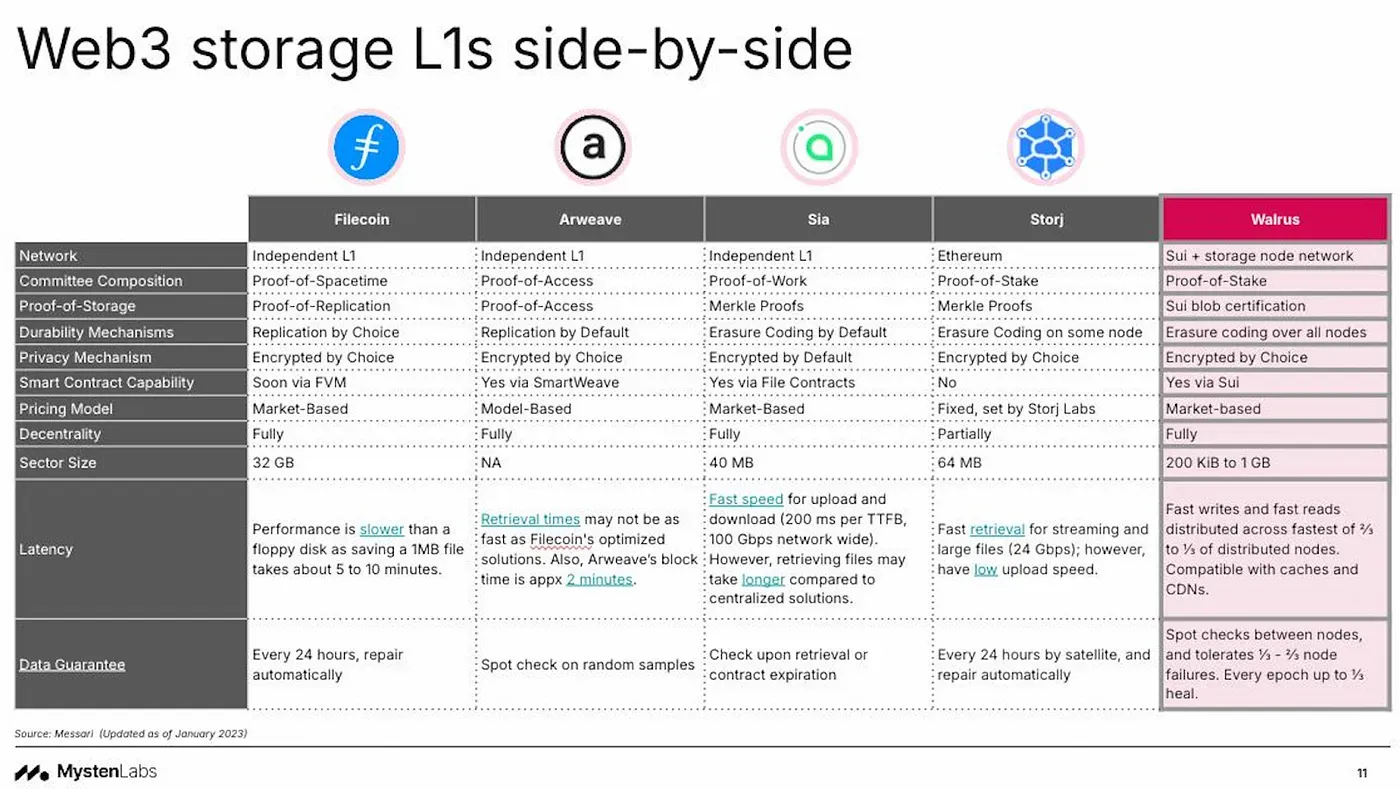 Web3 storage L1s side-by-side
a
Filecoin Arweave Sia Storj Walrus
Network Independent L1 Independent L1 Independent L1 Ethereum Sui + storage node network
Committee Composition Proof-of-Spacetime Proof-of-Access Proof-of-Work Proof-of-Stake Proof-of-Stake
Proof-of-Storage Proof-of-Replication Proof-of-Access Merkle Proofs Merkle Proofs Sui blob certification
Durability Mechanisms Replication by Choice Replication by Default Erasure Coding by Default Erasure Coding on some node Erasure coding over all nodes
Privacy Mechanism Encrypted by Choice Encrypted by Choice Encrypted by Default Encrypted by Choice Encrypted by Choice
Smart Contract Capability Soon via FVM Yes via SmartWeave Yes via File Contracts No Yes via Sui
Pricing Model Market-Based Model-Based Market-Based Fixed, set by Storj Labs Market-based
Decentrality Fully Fully Fully Partially Fully
Sector Size 32 GB NA 40 MB 64 MB 200 KiB to 1 GB
Latency
Performance is slower than a
floppy disk as saving a 1MB file
takes about 5 to 10 minutes.
Retrieval times may not be as
fast as Filecoin's optimized
solutions. Also, Arweave’s block
time is appx 2 minutes.
Fast speed for upload and
download (200 ms per TTFB,
100 Gbps network wide).
However, retrieving files may
take longer compared to
centralized solutions.
Fast retrieval for streaming and
large files (24 Gbps); however,
have low upload speed.
Fast writes and fast reads
distributed across fastest of ⅔
to ⅓ of distributed nodes.
Compatible with caches and
CDNs.
Data Guarantee
Every 24 hours, repair
automatically
Spot check on random samples
Check upon retrieval or
contract expiration
Every 24 hours by satellite, and
repair automatically
Spot checks between nodes,
and tolerates ⅓ - ⅔ node
failures. Every epoch up to ⅓
heal.
Source: Messari (Updated as of January 2023)
MystenLabs
11